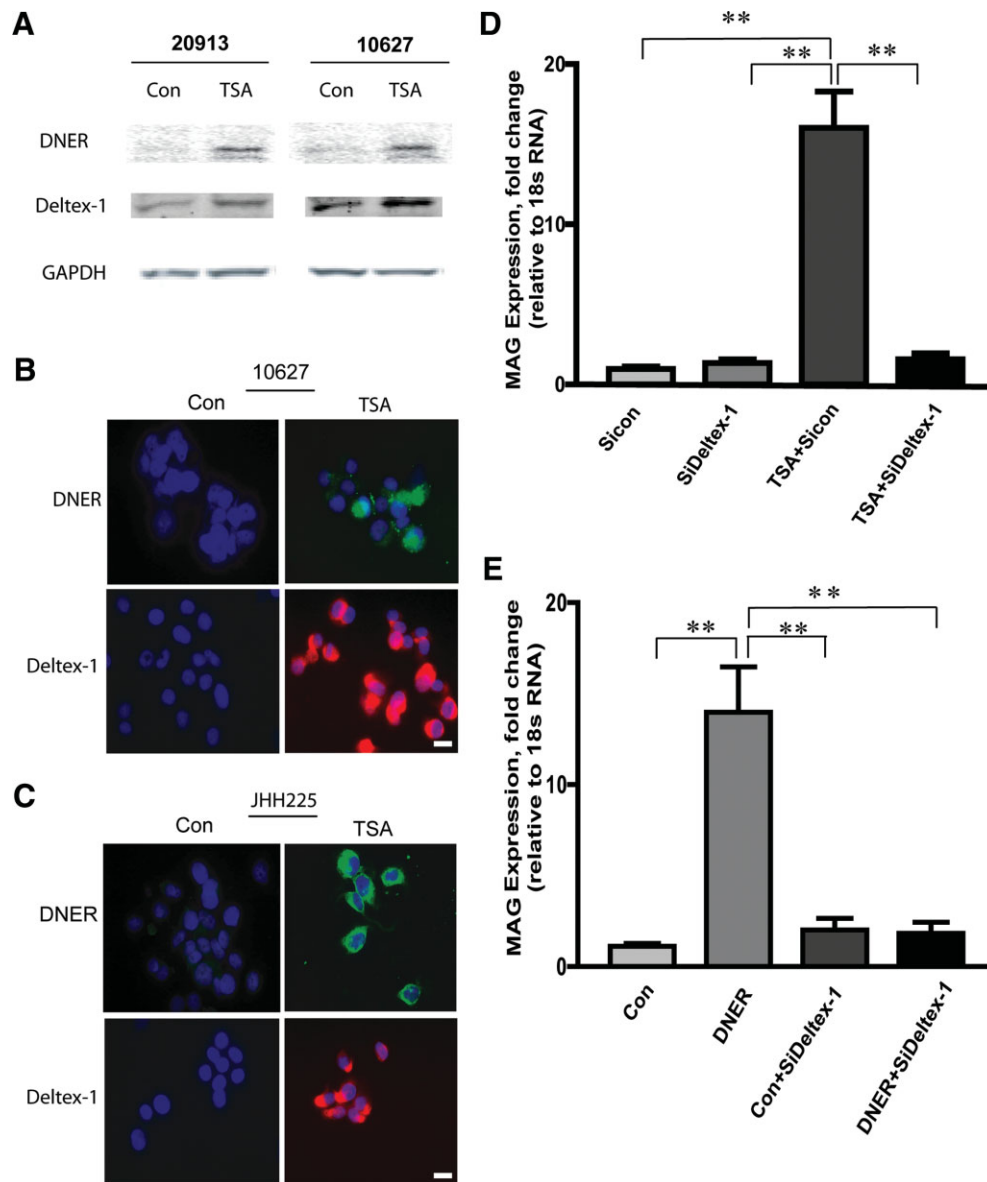 A
20913
10627
Con
TSA
Con
TSA
DNER
Deltex-1
GAPDH
B
10627
Con
TSA
DNER
Deltex-1
C
JHH225
Con
TSA
DNER
Deltex-1
D
MAG Expression, fold change
(relative to 18s RNA)
20
10
0
**
**
**
Sicon
SiDeltex-1
TSA+Sicon
TSA+SiDeltex-1
E
MAG Expression, fold change
(relative to 18s RNA)
20
10
0
**
**
**
Con
DNER
Con+SiDeltex-1
DNER+SiDeltex-1